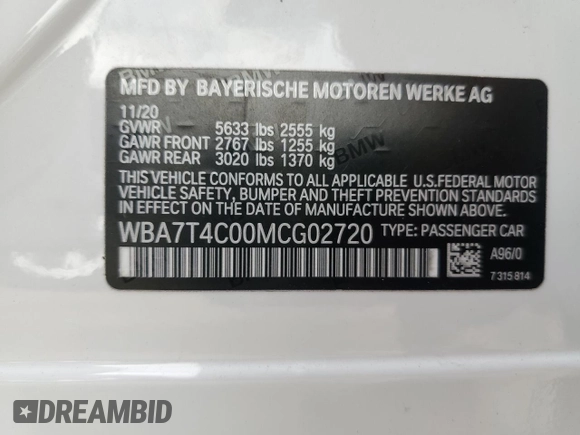 MFD BY BAYERISCHE MOTOREN WERKE AG
11/20
GVWR 5633 lbs 2555 kg
GAWR FRONT 2767 lbs 1255 kg
GAWR REAR 3020 lbs 1370 kg
THIS VEHICLE CONFORMS TO ALL APPLICABLE U.S.FEDERAL MOTOR
VEHICLE SAFETY, BUMPER AND THEFT PREVENTION STANDARDS
IN EFFECT ON THE DATE OF MANUFACTURE SHOWN ABOVE.
WBA7T4C00MCG02720 TYPE: PASSENGER CAR
A96/0
7315814
DREAMBID